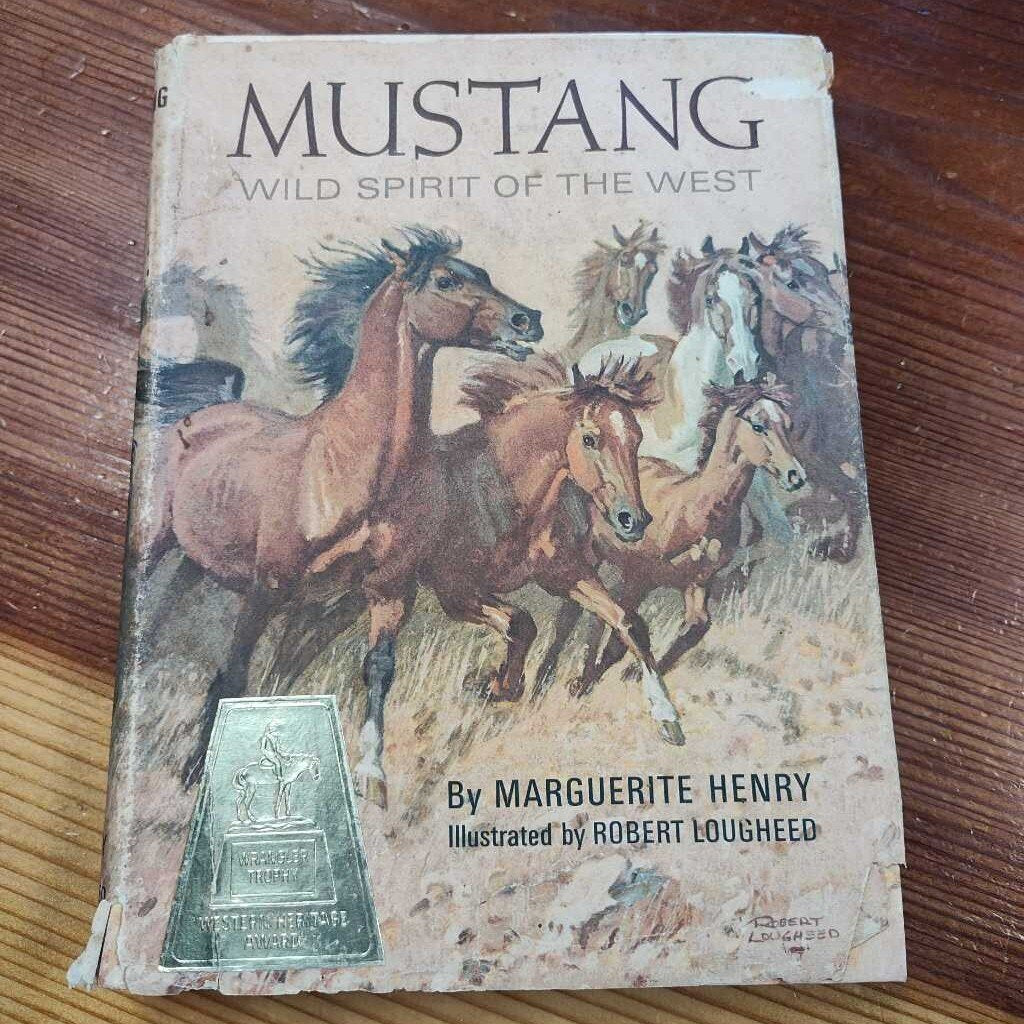 MUSTANG
WILD SPIRIT OF THE WEST
By MARGUERITE HENRY
Illustrated by ROBERT LOUGHEED
WRANGLER
TROPHY
WESTERN HERITAGE
AWARD
ROBERT
LOUGHEED